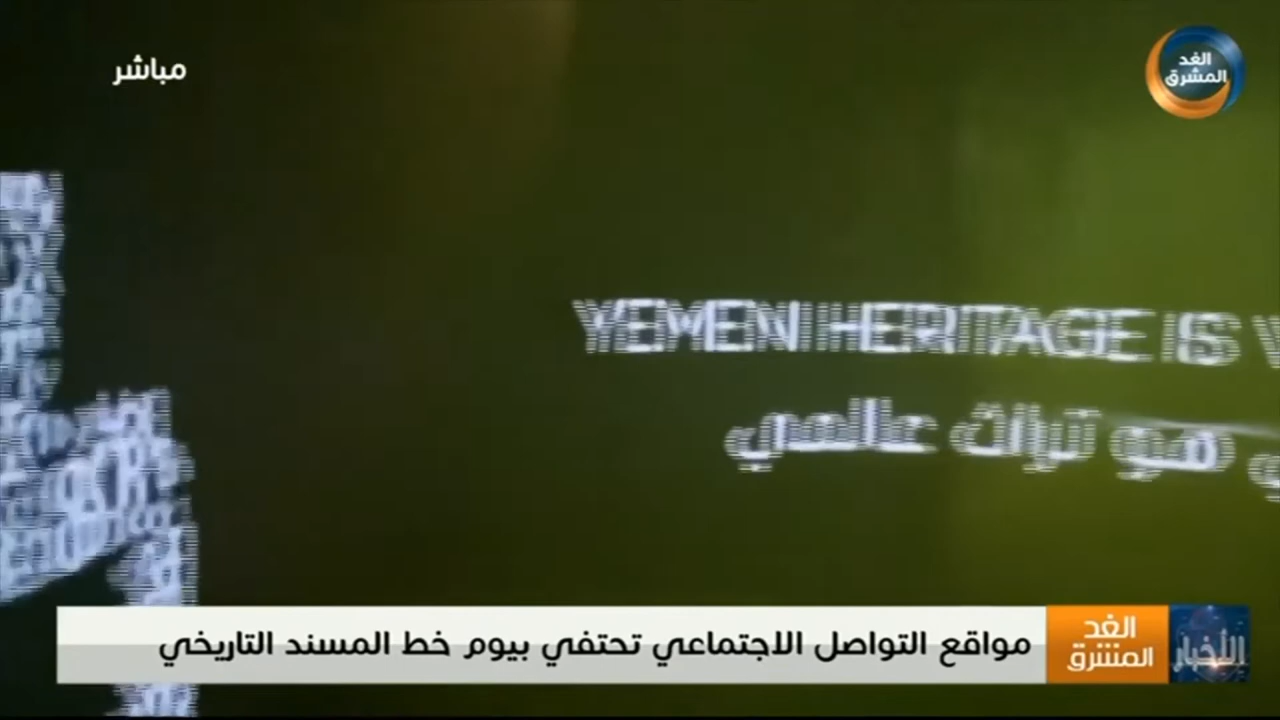 مباشر
الغد
المشرق
YEMEN HERITAGE IS
هو تراث عالمي
مواقع التواصل الاجتماعي تحتفي بيوم خط المسند التاريخي
الغد
المشرق
الأخبار